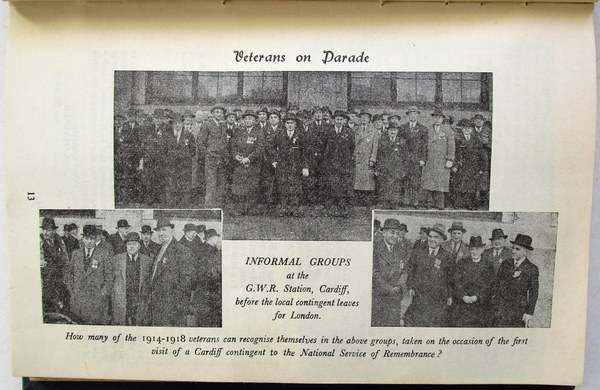 Veterans on Parade
13
INFORMAL GROUPS
at the
G.W.R. Station, Cardiff,
before the local contingent leaves
for London.
How many of the 1914-1918 veterans can recognise themselves in the above groups, taken on the occasion of the first
visit of a Cardiff contingent to the National Service of Remembrance ?